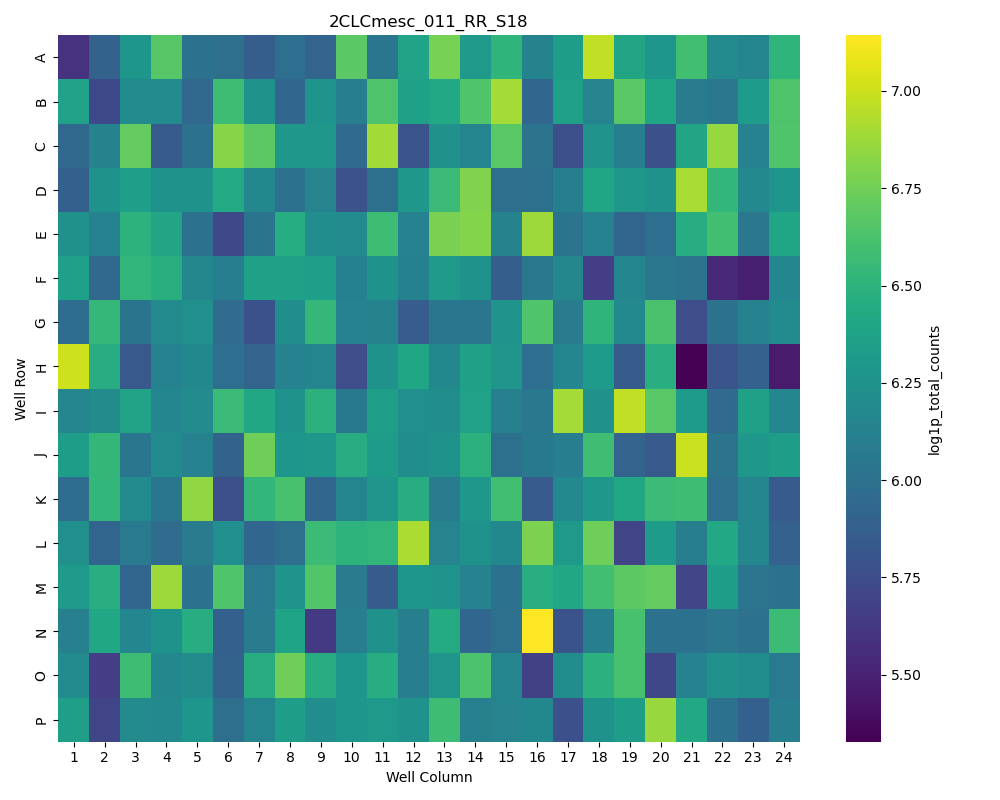 2CLCmesc_011_RR_S18
A
B
C
D
E
F
G
H
I
J
K
L
M
N
O
P
Well Row
1 2 3 4 5 6 7 8 9 10 11 12 13 14 15 16 17 18 19 20 21 22 23 24
Well Column
7.00
6.75
6.50
6.25
6.00
5.75
5.50
log1p_total_counts